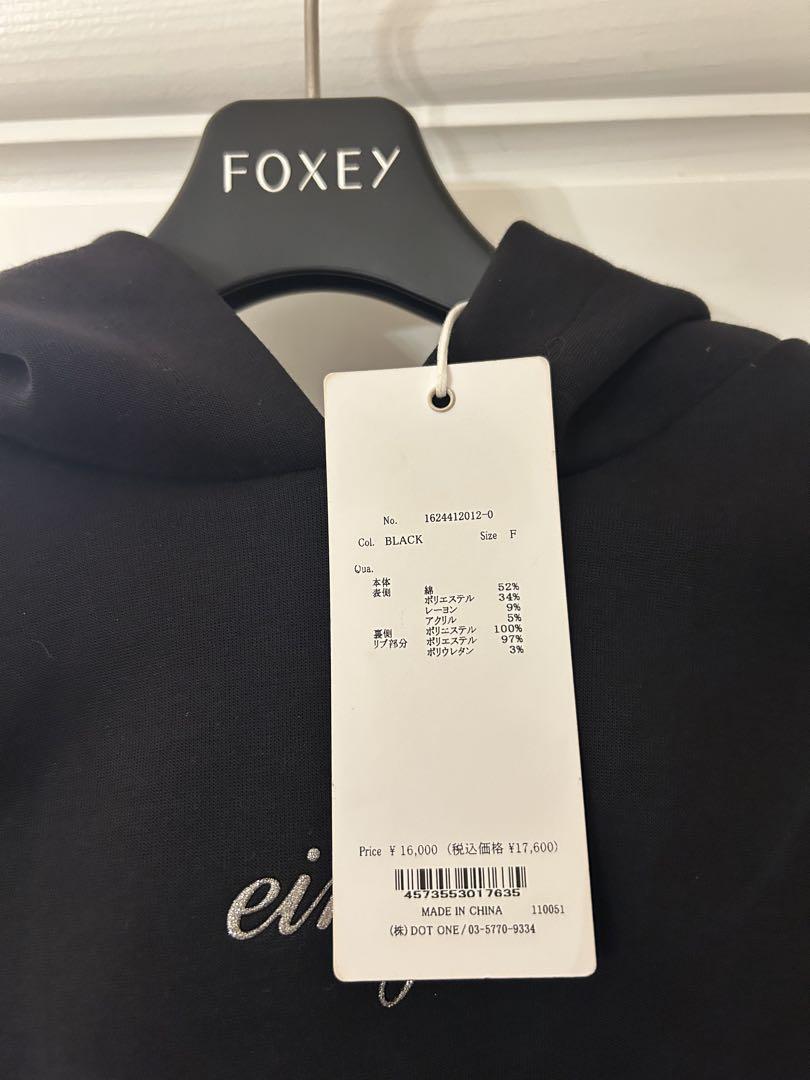 FOXEY
No. 1624412012-0
Col. BLACK Size F
Qua.
本体
表側 綿 52%
ポリエステル 34%
レーヨン 9%
アクリル 5%
裏側 ポリエステル 100%
リブ部分 ポリエステル 97%
ポリウレタン 3%
Price ¥ 16,000 (税込価格 ¥17,600)
4573553017635
MADE IN CHINA 110051
(株) DOT ONE / 03-5770-9334